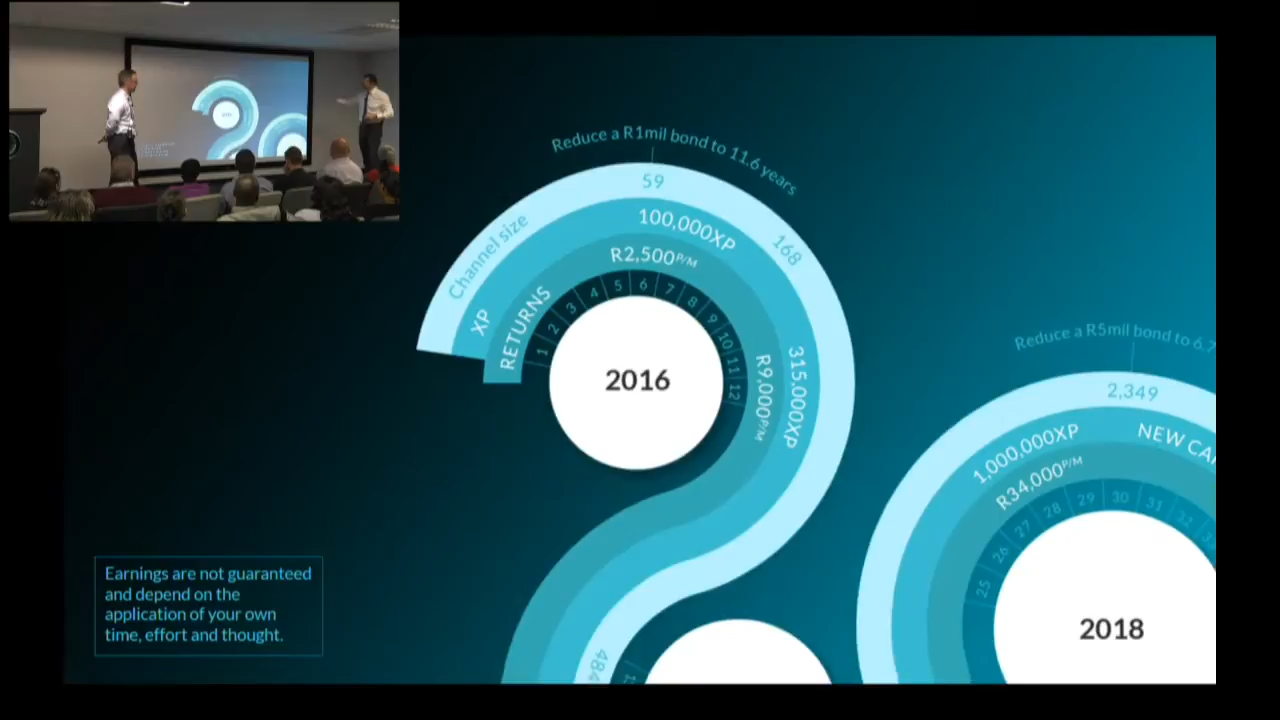 Reduce a R1mil bond to 11.6 years
59
168
Channel size
100,000XP
315,000XP
XP
R2,500P/M
R9,000P/M
RETURNS
1 2 3 4 5 6 7 8 9 10 11 12
2016
484
Reduce a R5mil bond to 6.7
2,349
1,000,000XP
NEW CA
R34,000P/M
25 26 27 28 29 30 31 32
2018
Earnings are not guaranteed
and depend on the
application of your own
time, effort and thought.